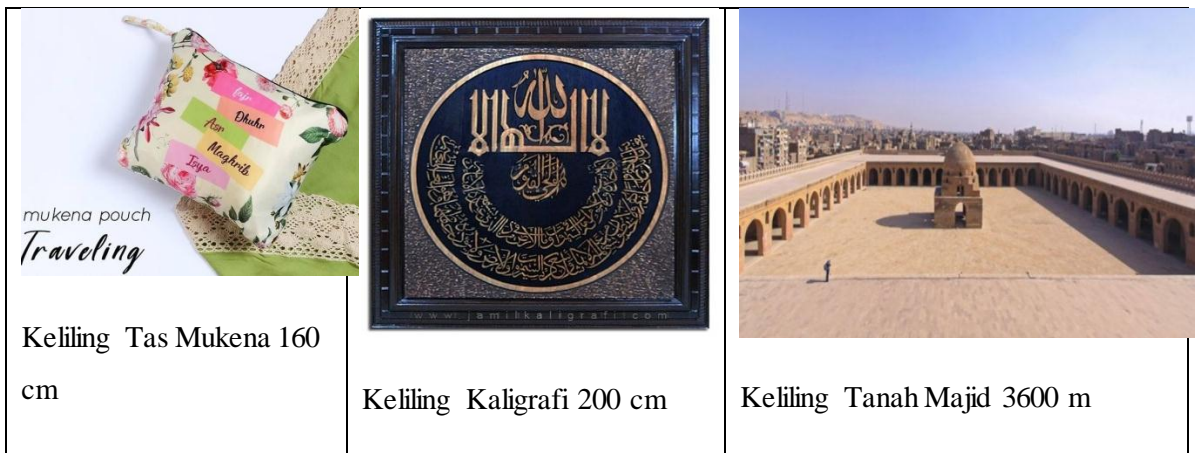 fajr
Dhuhr
Asr
Maghrib
Isya
mukena pouch
Traveling
Keliling Tas Mukena 160
cm
الله
www.jamilkaligrafi.com
Keliling Kaligrafi 200 cm
Keliling Tanah Majid 3600 m